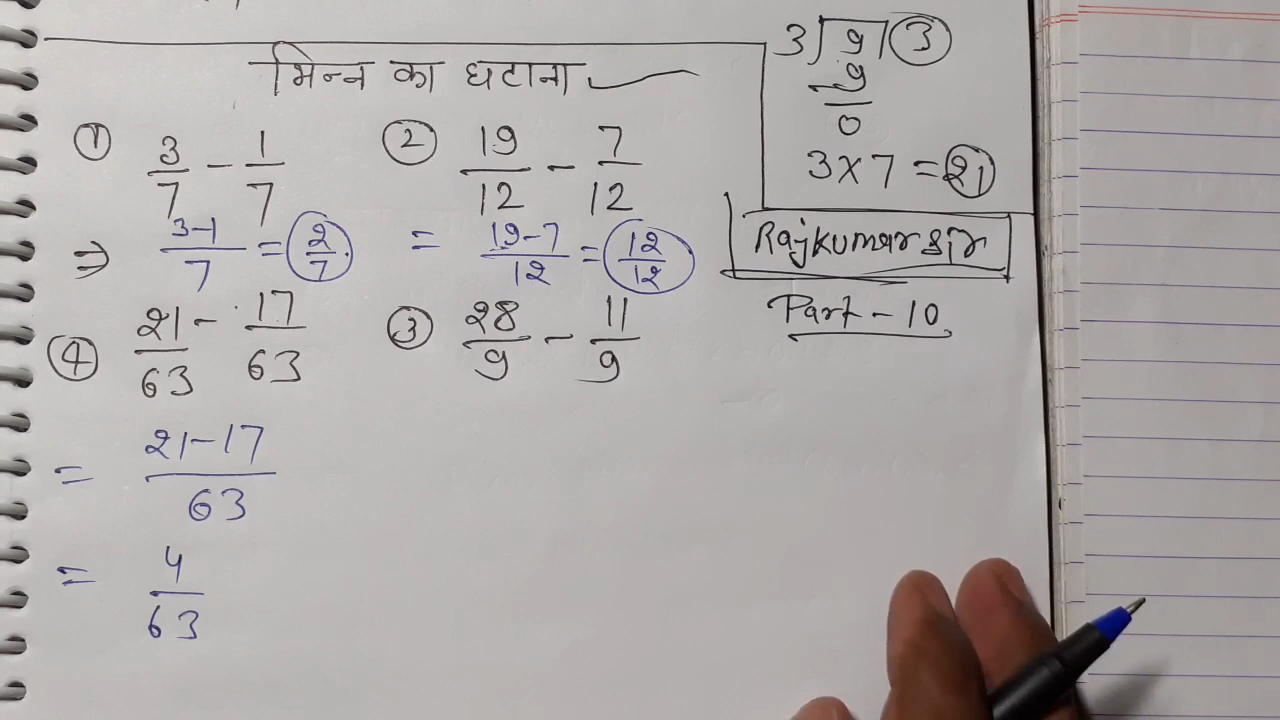 भिन्न का घटाना
① 3/7 - 1/7
⇒ 3-1/7 = 2/7
② 19/12 - 7/12
= 19-7/12 = 12/12
④ 21/63 - 17/63
= 21-17/63
= 4/63
③ 28/9 - 11/9
3 ) 9 ( 3
9
0
3 × 7 = 21
Rajkumar sir
Part - 10